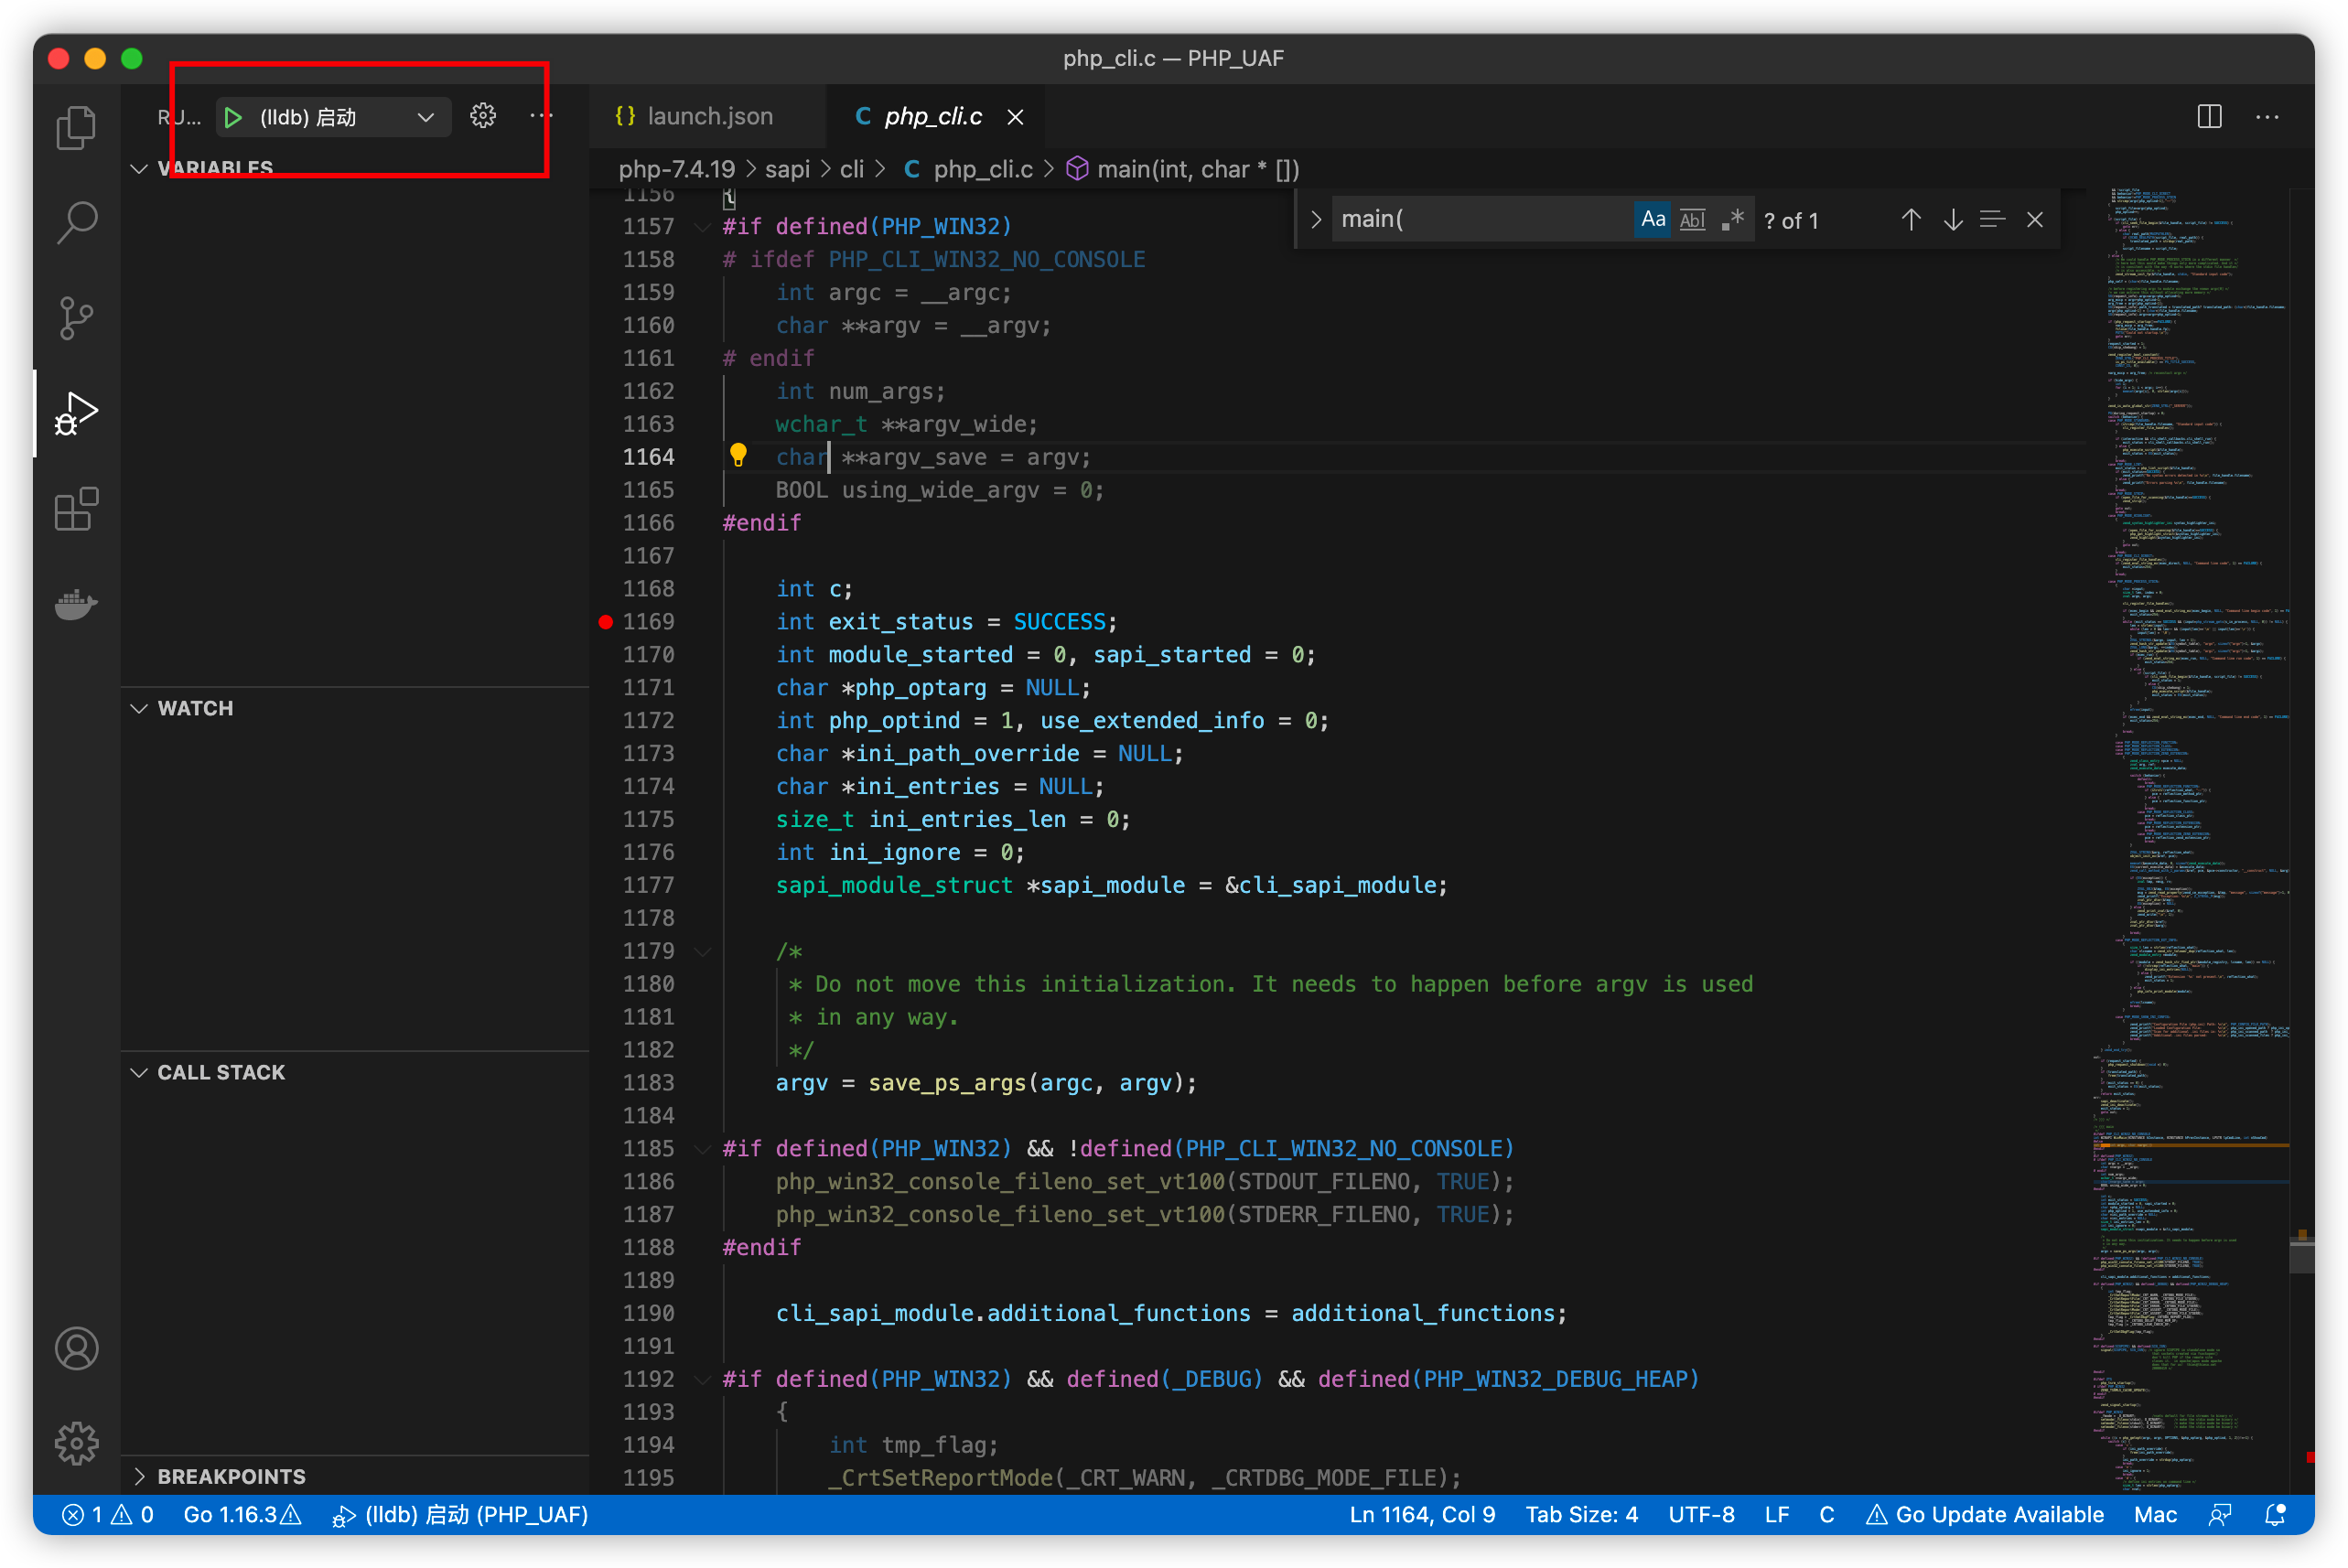 php_cli.c — PHP_UAF
RU... (lldb) 启动 ...
{} launch.json
C php_cli.c
VARIABLES
php-7.4.19 > sapi > cli > C php_cli.c > main(int, char * [])
main( Aa Abl .* ? of 1
1156 {
1157 #if defined(PHP_WIN32)
1158 # ifdef PHP_CLI_WIN32_NO_CONSOLE
1159 int argc = __argc;
1160 char **argv = __argv;
1161 # endif
1162 int num_args;
1163 wchar_t **argv_wide;
1164 char **argv_save = argv;
1165 BOOL using_wide_argv = 0;
1166 #endif
1167
1168 int c;
1169 int exit_status = SUCCESS;
1170 int module_started = 0, sapi_started = 0;
1171 char *php_optarg = NULL;
1172 int php_optind = 1, use_extended_info = 0;
1173 char *ini_path_override = NULL;
1174 char *ini_entries = NULL;
1175 size_t ini_entries_len = 0;
1176 int ini_ignore = 0;
1177 sapi_module_struct *sapi_module = &cli_sapi_module;
1178
1179 /*
1180 * Do not move this initialization. It needs to happen before argv is used
1181 * in any way.
1182 */
1183 argv = save_ps_args(argc, argv);
1184
1185 #if defined(PHP_WIN32) && !defined(PHP_CLI_WIN32_NO_CONSOLE)
1186 php_win32_console_fileno_set_vt100(STDOUT_FILENO, TRUE);
1187 php_win32_console_fileno_set_vt100(STDERR_FILENO, TRUE);
1188 #endif
1189
1190 cli_sapi_module.additional_functions = additional_functions;
1191
1192 #if defined(PHP_WIN32) && defined(_DEBUG) && defined(PHP_WIN32_DEBUG_HEAP)
1193 {
1194 int tmp_flag;
1195 _CrtSetReportMode(_CRT_WARN, _CRTDBG_MODE_FILE);
WATCH
CALL STACK
BREAKPOINTS
1 0 Go 1.16.3 (lldb) 启动 (PHP_UAF)
Ln 1164, Col 9 Tab Size: 4 UTF-8 LF C Go Update Available Mac